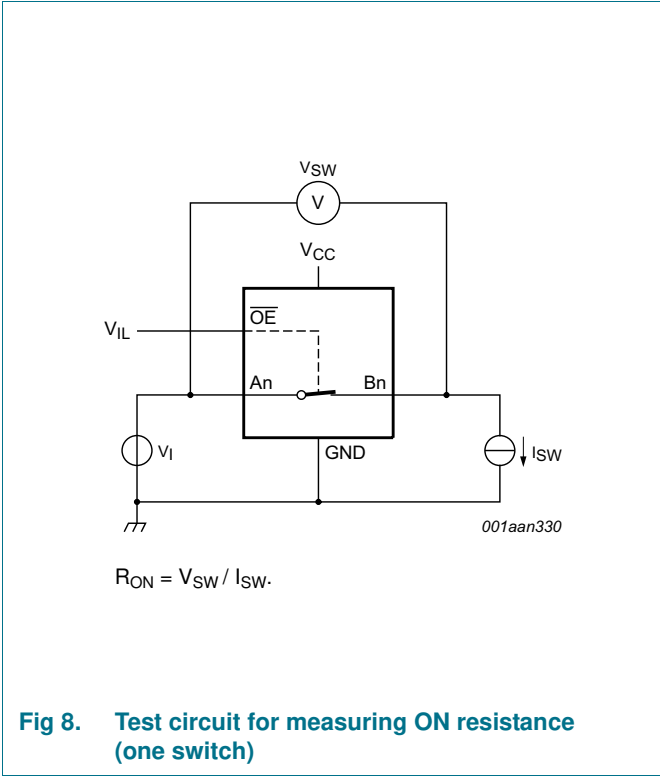 VSW
V
VCC
OE
VIL
An
Bn
VI
GND
ISW
001aan330
RON = VSW / ISW.
Fig 8. Test circuit for measuring ON resistance
(one switch)